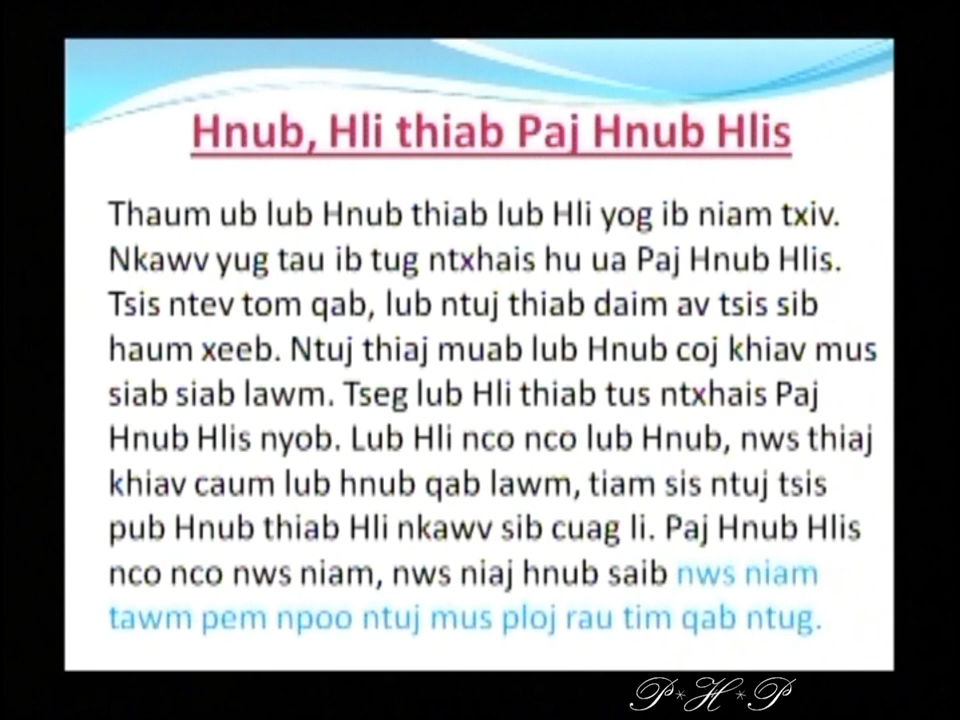 Hnub, Hli thiab Paj Hnub Hlis
Thaum ub lub Hnub thiab lub Hli yog ib niam txiv.
Nkawv yug tau ib tug ntxhais hu ua Paj Hnub Hlis.
Tsis ntev tom qab, lub ntuj thiab daim av tsis sib
haum xeeb. Ntuj thiaj muab lub Hnub coj khiav mus
siab siab lawm. Tseg lub Hli thiab tus ntxhais Paj
Hnub Hlis nyob. Lub Hli nco nco lub Hnub, nws thiaj
khiav caum lub hnub qab lawm, tiam sis ntuj tsis
pub Hnub thiab Hli nkawv sib cuag li. Paj Hnub Hlis
nco nco nws niam, nws niaj hnub saib nws niam
tawm pem npoo ntuj mus ploj rau tim qab ntug.
P*H*P